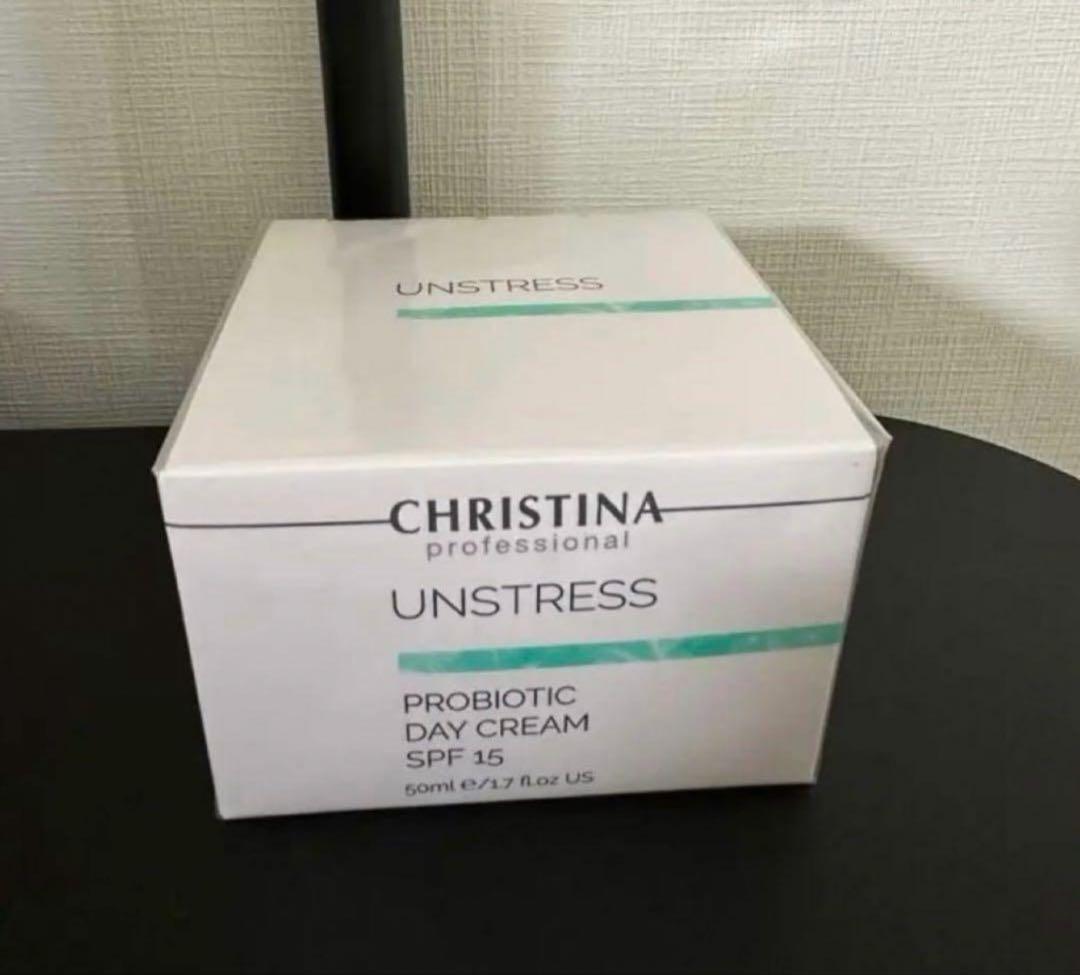 UNSTRESS
CHRISTINA
professional
UNSTRESS
PROBIOTIC
DAY CREAM
SPF 15
50ml ℮/1.7 fl.oz US